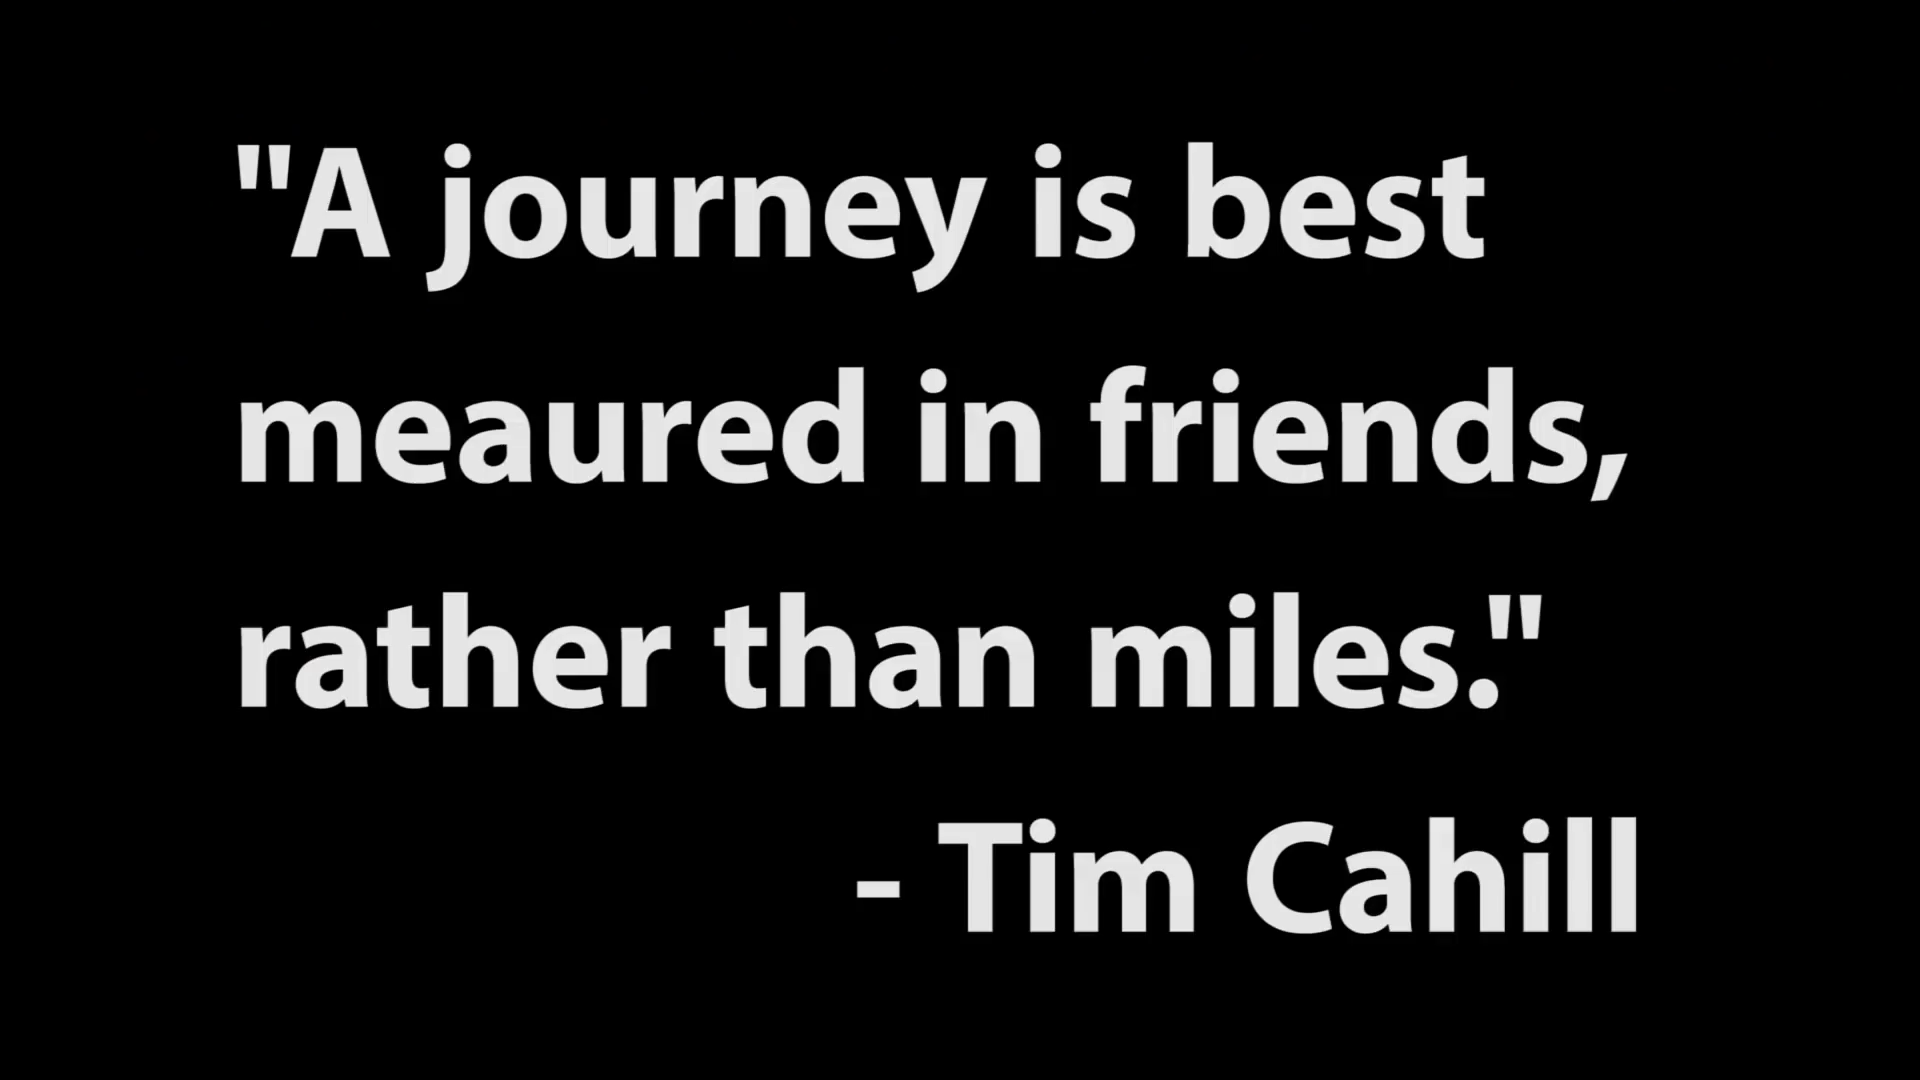 "A journey is best
meaured in friends,
rather than miles."
- Tim Cahill